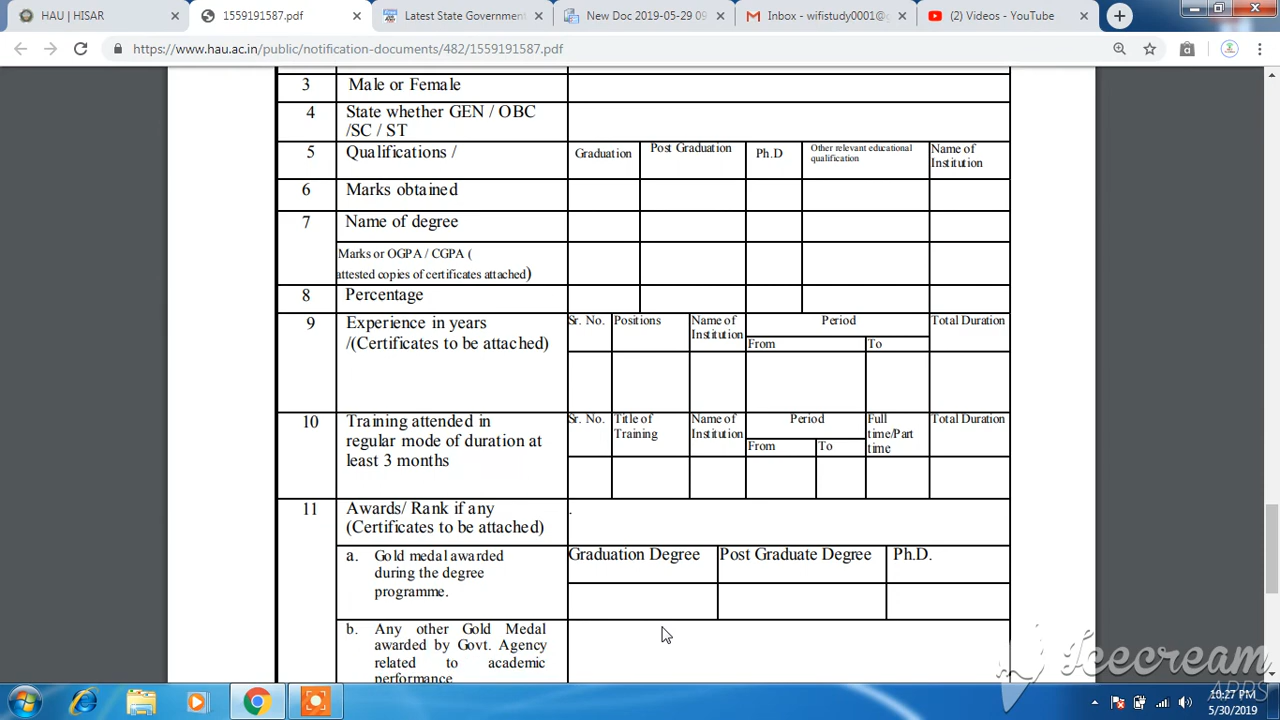 HAU | HISAR
1559191587.pdf
Latest State Government
New Doc 2019-05-29 09
Inbox - wifistudy0001@
(2) Videos - YouTube
https://www.hau.ac.in/public/notification-documents/482/1559191587.pdf
3 Male or Female
4 State whether GEN / OBC
/SC / ST
5 Qualifications / Graduation Post Graduation Ph.D Other relevant educational
qualification Name of
Institution
6 Marks obtained
7 Name of degree
Marks or OGPA / CGPA (
attested copies of certificates attached)
8 Percentage
9 Experience in years
/(Certificates to be attached)
Sr. No. Positions Name of
Institution Period Total Duration
From To
10 Training attended in
regular mode of duration at
least 3 months
Sr. No. Title of
Training Name of
Institution Period Full
time/Part
time Total Duration
From To
11 Awards/ Rank if any
(Certificates to be attached)
.
a. Gold medal awarded
during the degree
programme.
Graduation Degree Post Graduate Degree Ph.D.
b. Any other Gold Medal
awarded by Govt. Agency
related to academic
performance
Icecream
APPS
10:27 PM
5/30/2019